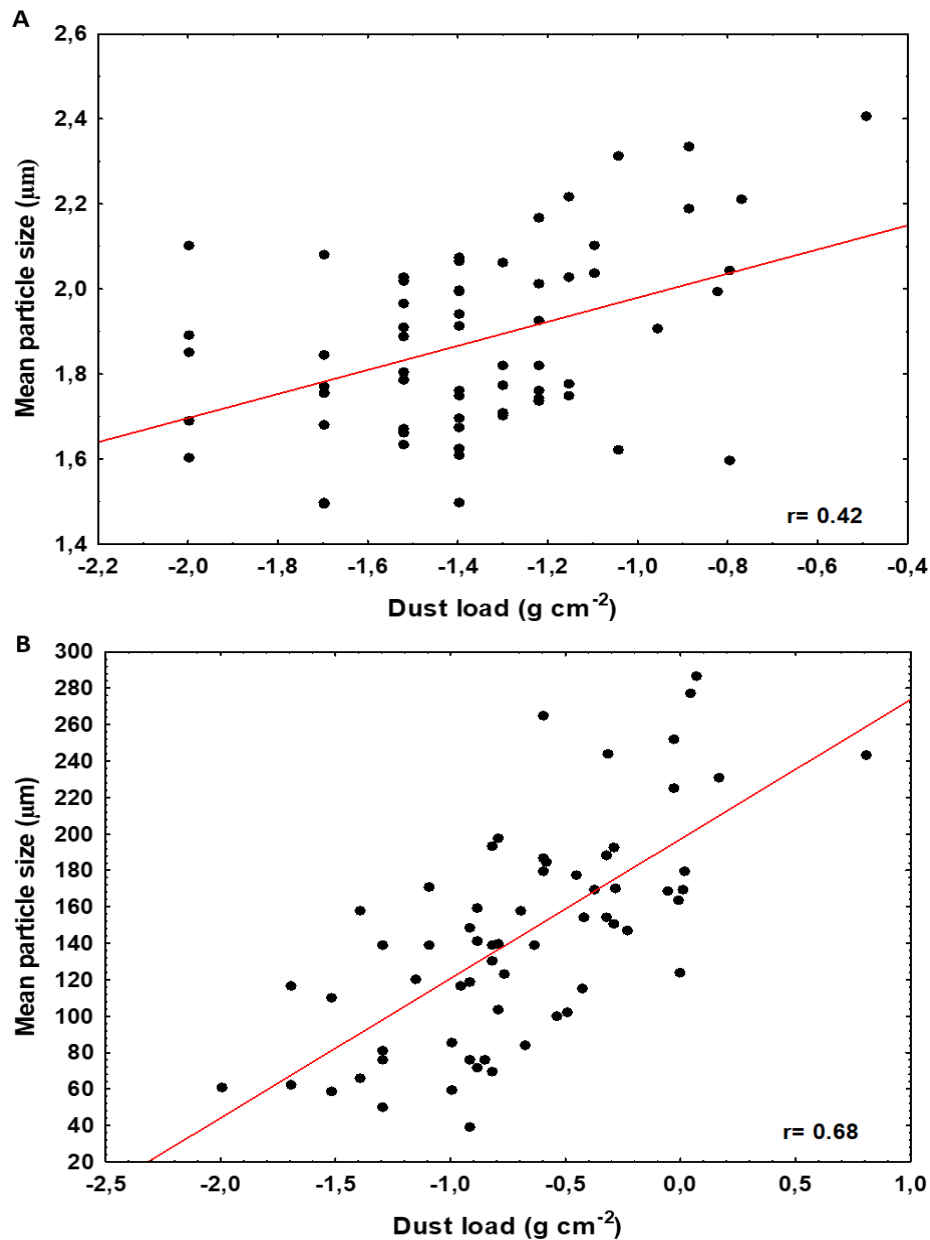 A
2,6
2,4
2,2
2,0
1,8
1,6
1,4
Mean particle size (μm)
r= 0.42
-2,2 -2,0 -1,8 -1,6 -1,4 -1,2 -1,0 -0,8 -0,6 -0,4
Dust load (g cm-2)
B
300
280
260
240
220
200
180
160
140
120
100
80
60
40
20
Mean particle size (μm)
r= 0.68
-2,5 -2,0 -1,5 -1,0 -0,5 0,0 0,5 1,0
Dust load (g cm-2)